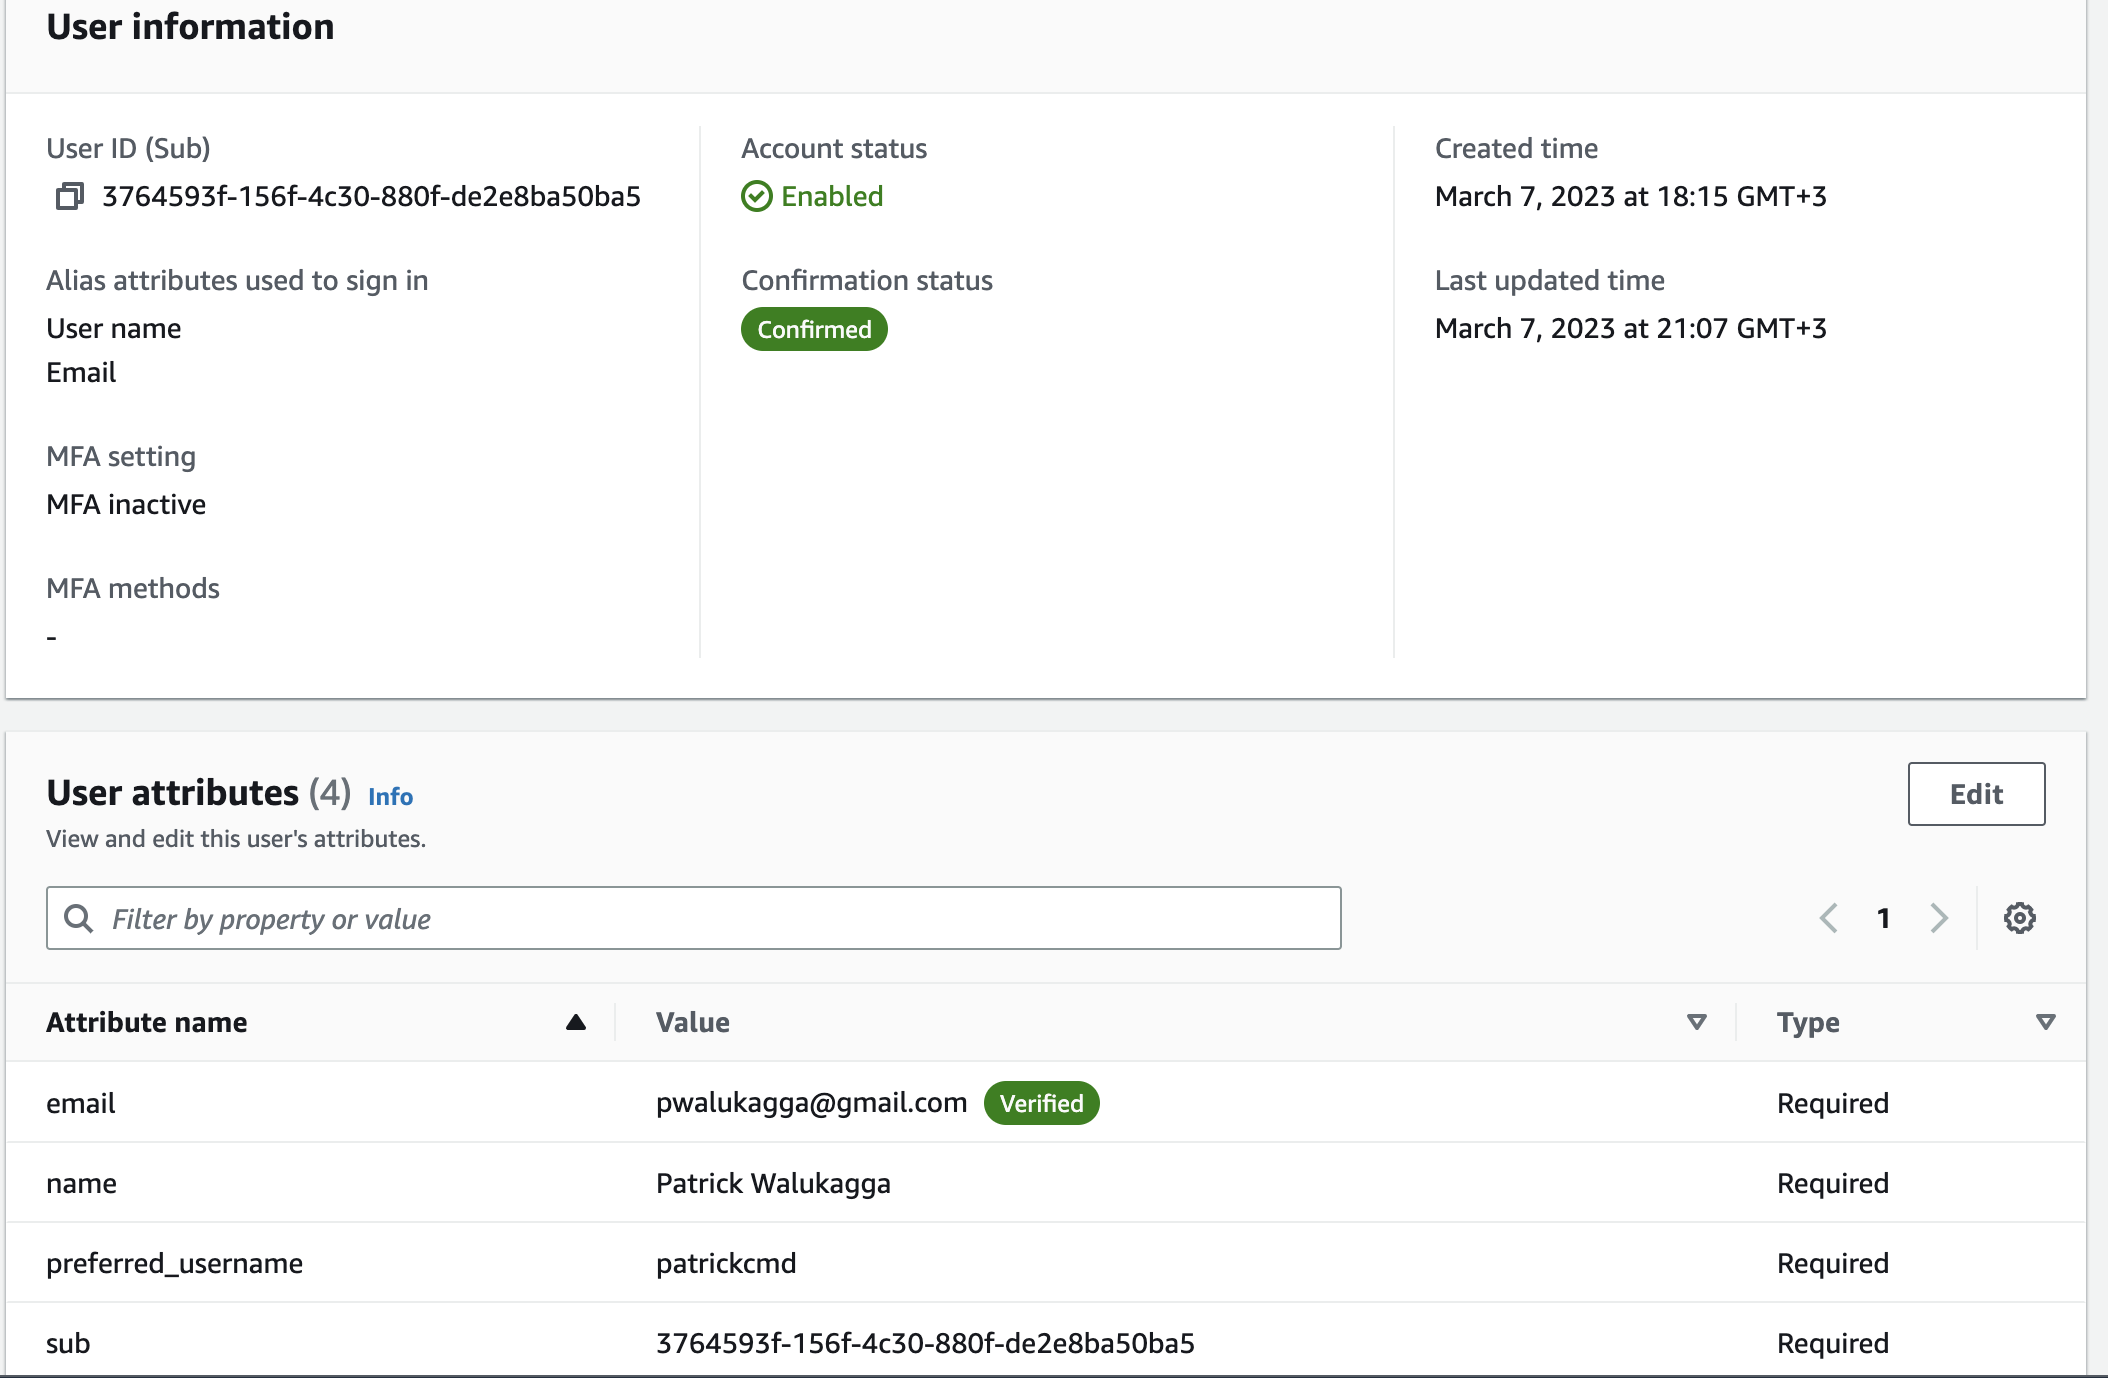 User information
User ID (Sub)
3764593f-156f-4c30-880f-de2e8ba50ba5
Alias attributes used to sign in
User name
Email
MFA setting
MFA inactive
MFA methods
-
Account status
Enabled
Confirmation status
Confirmed
Created time
March 7, 2023 at 18:15 GMT+3
Last updated time
March 7, 2023 at 21:07 GMT+3
User attributes (4) Info
Edit
View and edit this user's attributes.
Filter by property or value
1
Attribute name Value Type
email pwalukagga@gmail.com Verified Required
name Patrick Walukagga Required
preferred_username patrickcmd Required
sub 3764593f-156f-4c30-880f-de2e8ba50ba5 Required